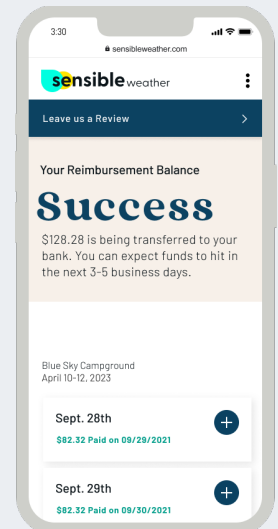 3:30
sensibleweather.com
sensible weather
Leave us a Review
Your Reimbursement Balance
Success
$128.28 is being transferred to your
bank. You can expect funds to hit in
the next 3-5 business days.
Blue Sky Campground
April 10-12, 2023
Sept. 28th
$82.32 Paid on 09/29/2021
Sept. 29th
$82.32 Paid on 09/30/2021